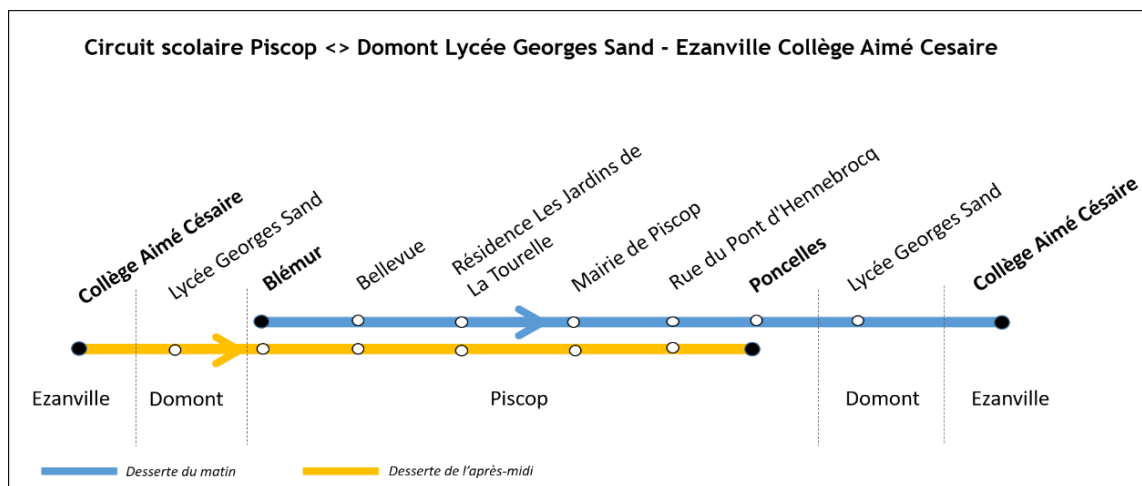 Circuit scolaire Piscop <> Domont Lycée Georges Sand - Ezanville Collège Aimé Cesaire
Collège Aimé Césaire
Lycée Georges Sand
Blémur
Bellevue
Résidence Les Jardins de
La Tourelle
Mairie de Piscop
Rue du Pont d'Hennebrocq
Poncelles
Lycée Georges Sand
Collège Aimé Césaire
Ezanville
Domont
Piscop
Domont
Ezanville
Desserte du matin
Desserte de l'après-midi